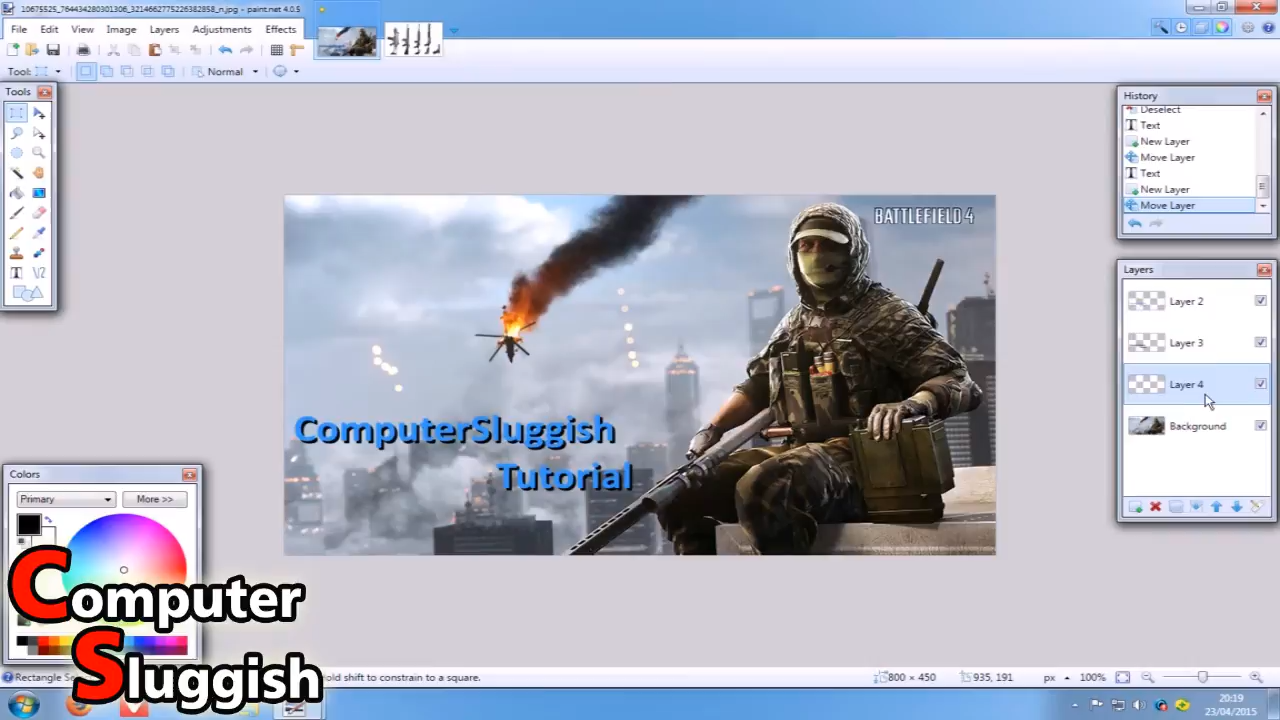 10675525_764434280301306_3214662775226382858_n.jpg - paint.net 4.0.5
File Edit View Image Layers Adjustments Effects
Tool: Normal
Tools
History
Deselect
Text
New Layer
Move Layer
Text
New Layer
Move Layer
BATTLEFIELD 4
Layers
Layer 2
Layer 3
Layer 4
Background
ComputerSluggish
Tutorial
Colors
Primary More >>
Computer
Sluggish
Rectangle Se
old shift to constrain to a square.
800 × 450 935, 191 px 100%
20:19
23/04/2015